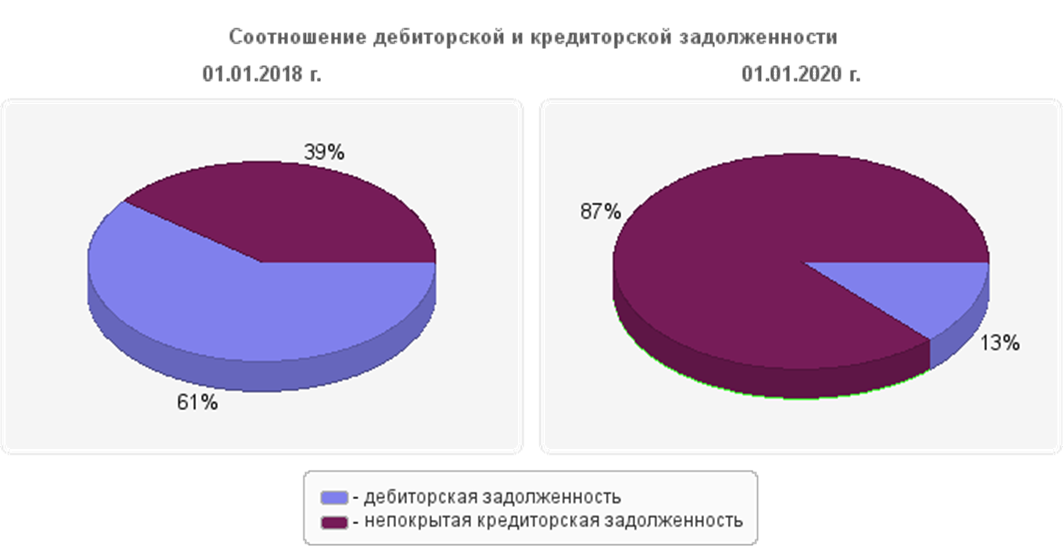 Соотношение дебиторской и кредиторской задолженности
01.01.2018 г.
01.01.2020 г.
39%
61%
87%
13%
- дебиторская задолженность
- непокрытая кредиторская задолженность